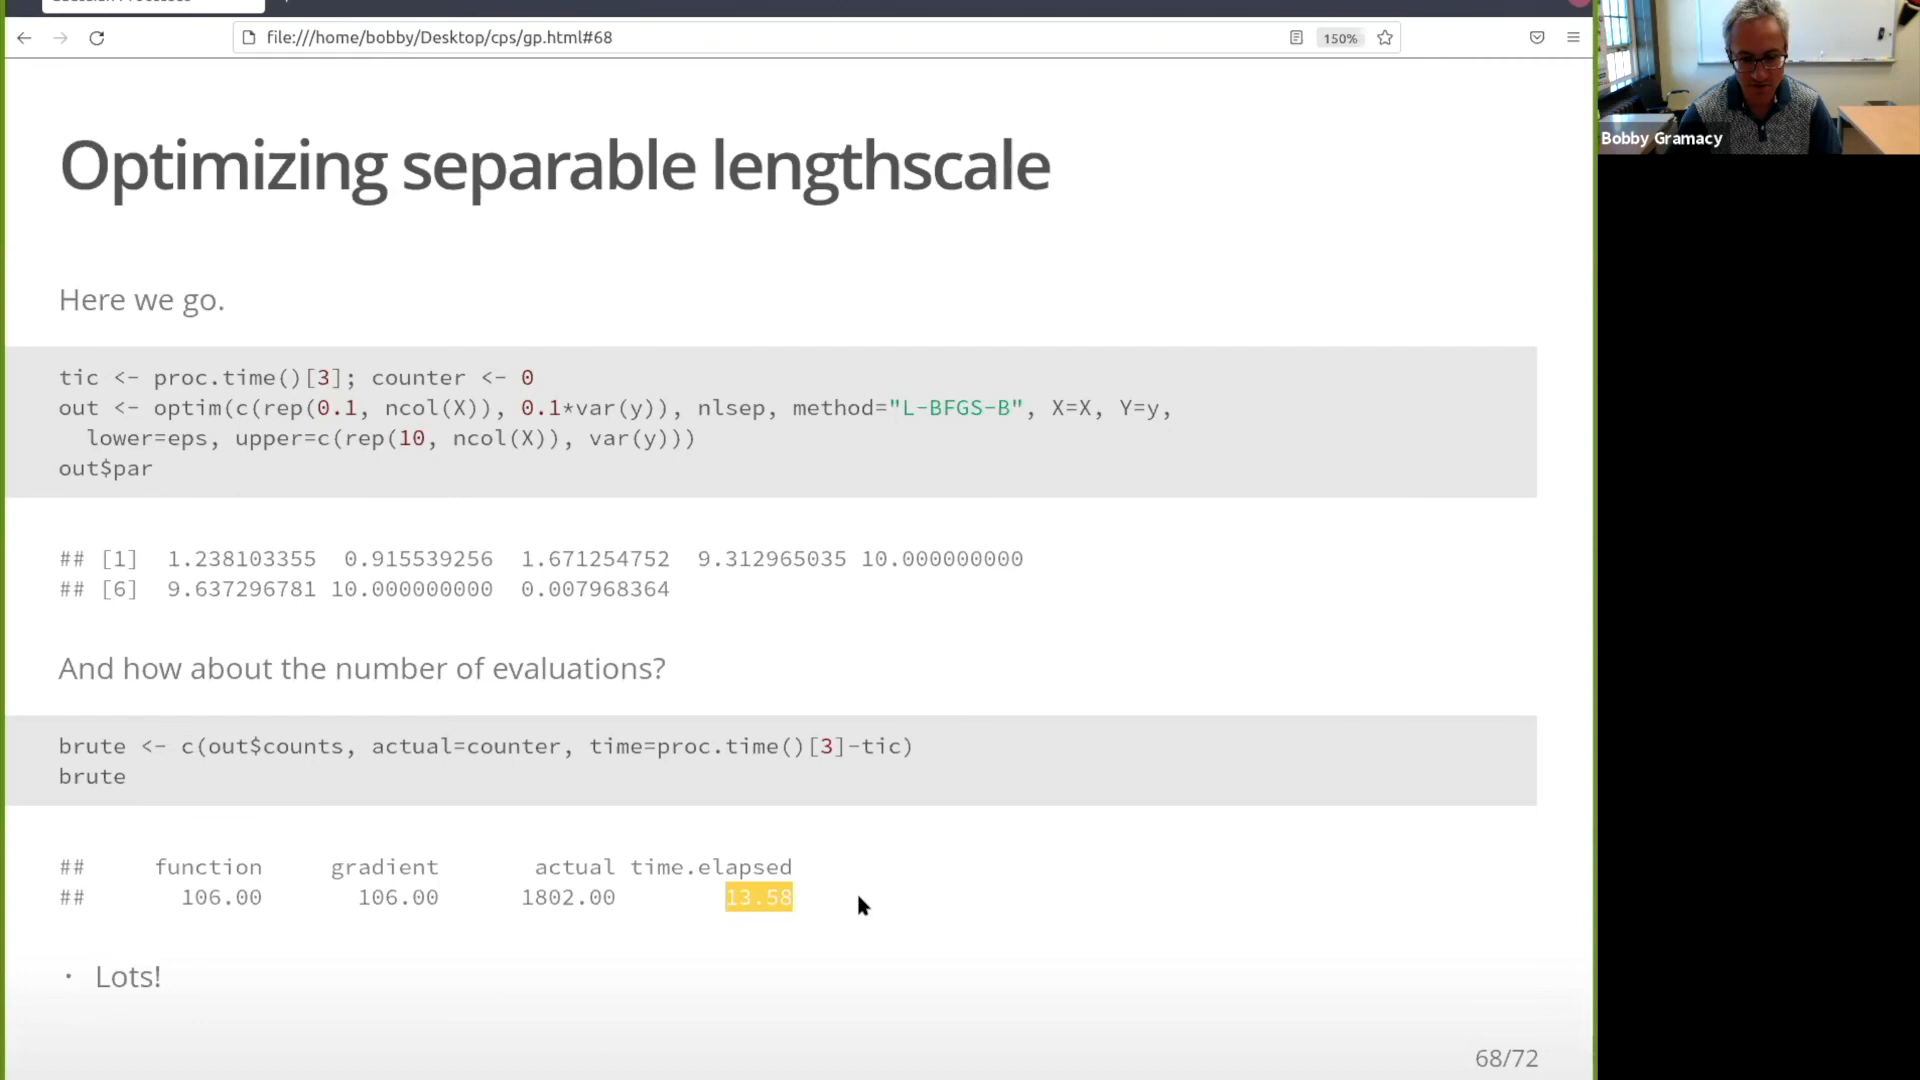 file:///home/bobby/Desktop/cps/gp.html#68
150%
Bobby Gramacy
Optimizing separable lengthscale
Here we go.
tic <- proc.time()[3]; counter <- 0
out <- optim(c(rep(0.1, ncol(X)), 0.1*var(y)), nlsep, method="L-BFGS-B", X=X, Y=y,
lower=eps, upper=c(rep(10, ncol(X)), var(y)))
out$par
## [1] 1.238103355 0.915539256 1.671254752 9.312965035 10.000000000
## [6] 9.637296781 10.000000000 0.007968364
And how about the number of evaluations?
brute <- c(out$counts, actual=counter, time=proc.time()[3]-tic)
brute
## function gradient actual time.elapsed
## 106.00 106.00 1802.00 13.58
· Lots!
68/72